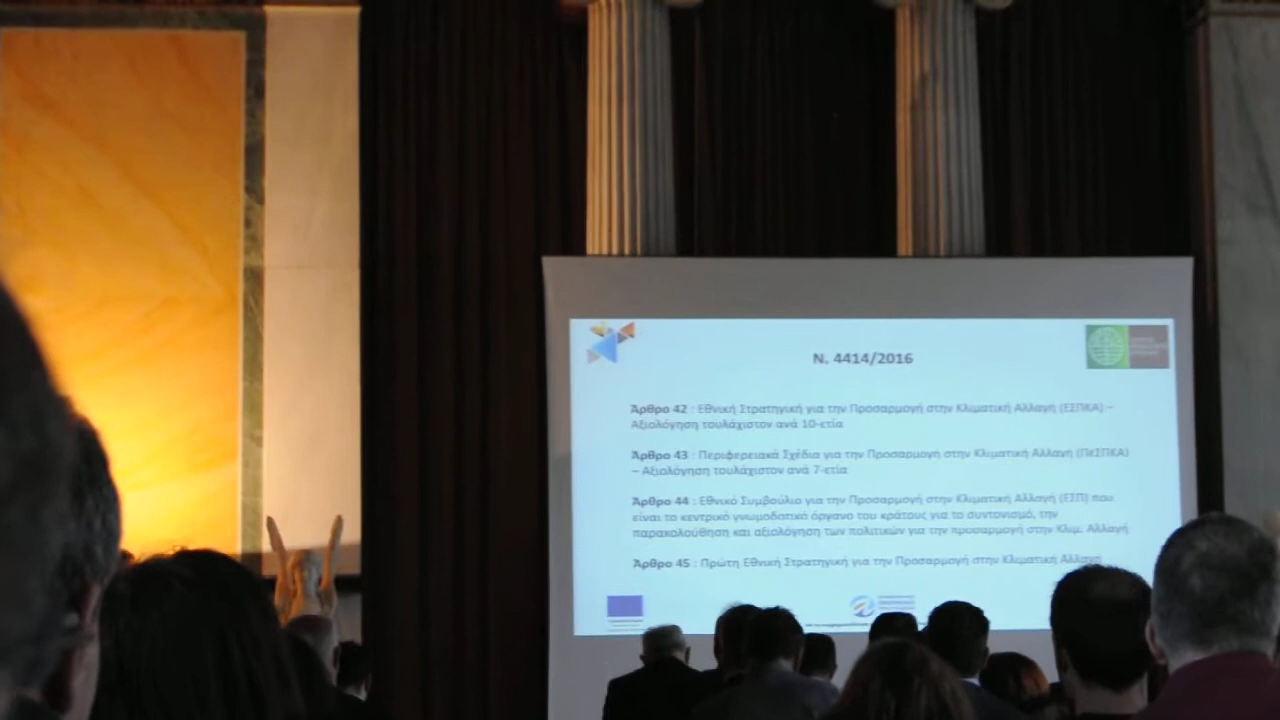 Ν. 4414/2016
Άρθρο 42 : Εθνική Στρατηγική για την Προσαρμογή στην Κλιματική Αλλαγή (ΕΣΠΚΑ) –
Αξιολόγηση τουλάχιστον ανά 10-ετία
Άρθρο 43 : Περιφερειακά Σχέδια για την Προσαρμογή στην Κλιματική Αλλαγή (ΠεΣΠΚΑ)
– Αξιολόγηση τουλάχιστον ανά 7-ετία
Άρθρο 44 : Εθνικό Συμβούλιο για την Προσαρμογή στην Κλιματική Αλλαγή (ΕΣΠ) που
είναι το κεντρικό γνωμοδοτικό όργανο του κράτους για το συντονισμό, την
παρακολούθηση και αξιολόγηση των πολιτικών για την προσαρμογή στην Κλιμ. Αλλαγή
Άρθρο 45 : Πρώτη Εθνική Στρατηγική για την Προσαρμογή στην Κλιματική Αλλαγή